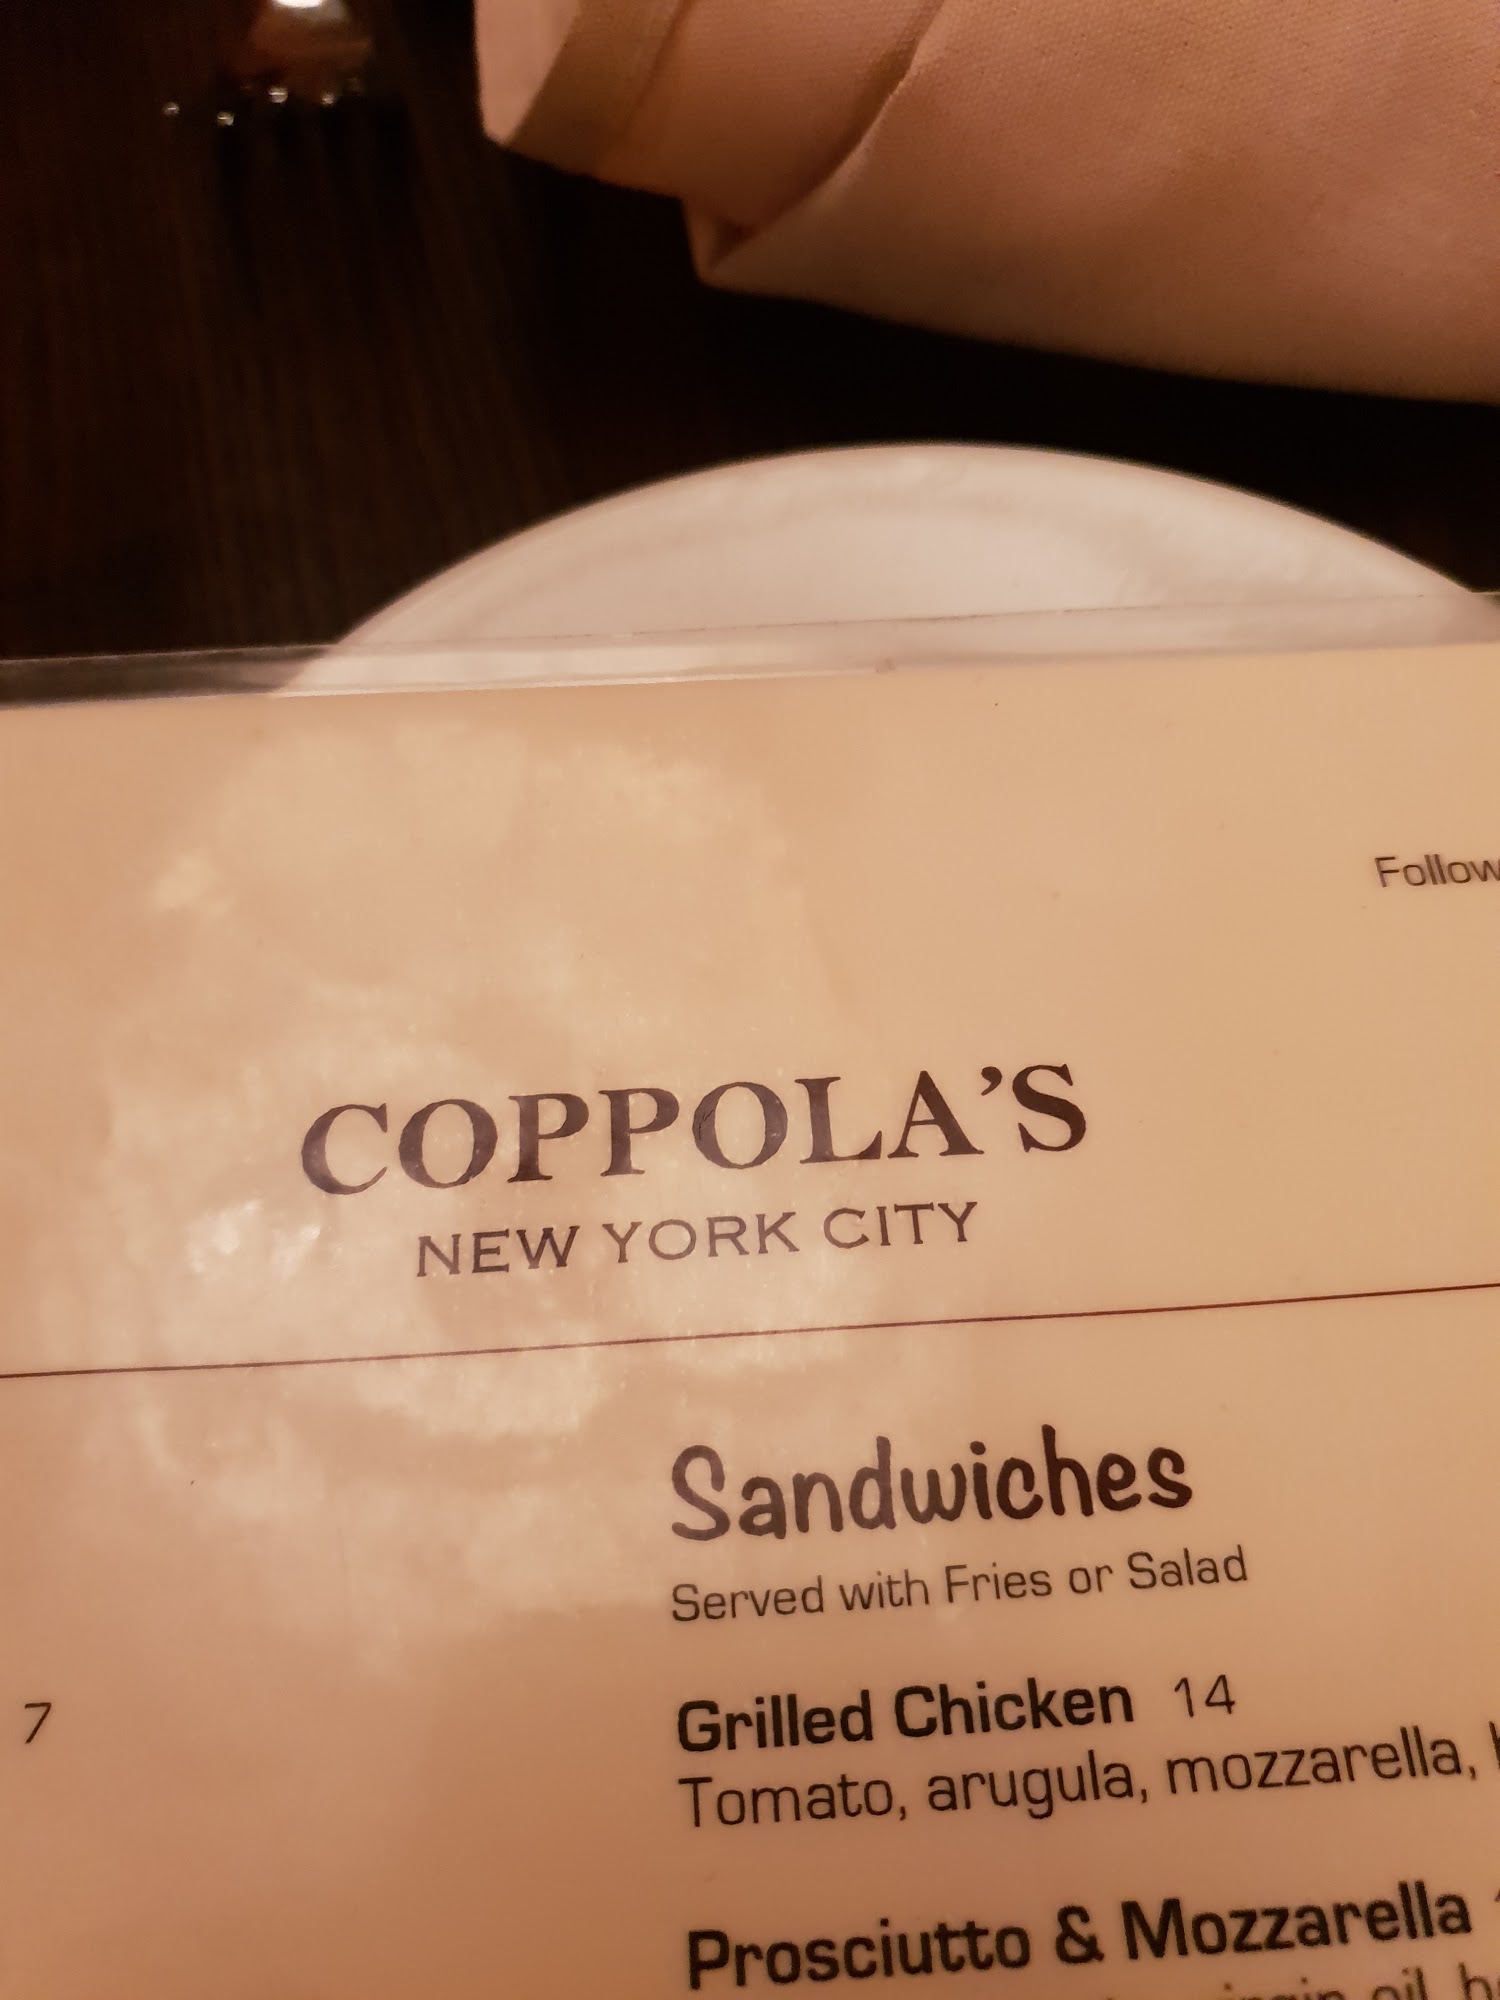 Follow
COPPOLA'S
NEW YORK CITY
Sandwiches
Served with Fries or Salad
7
Grilled Chicken 14
Tomato, arugula, mozzarella,
Prosciutto & Mozzarella
oil,